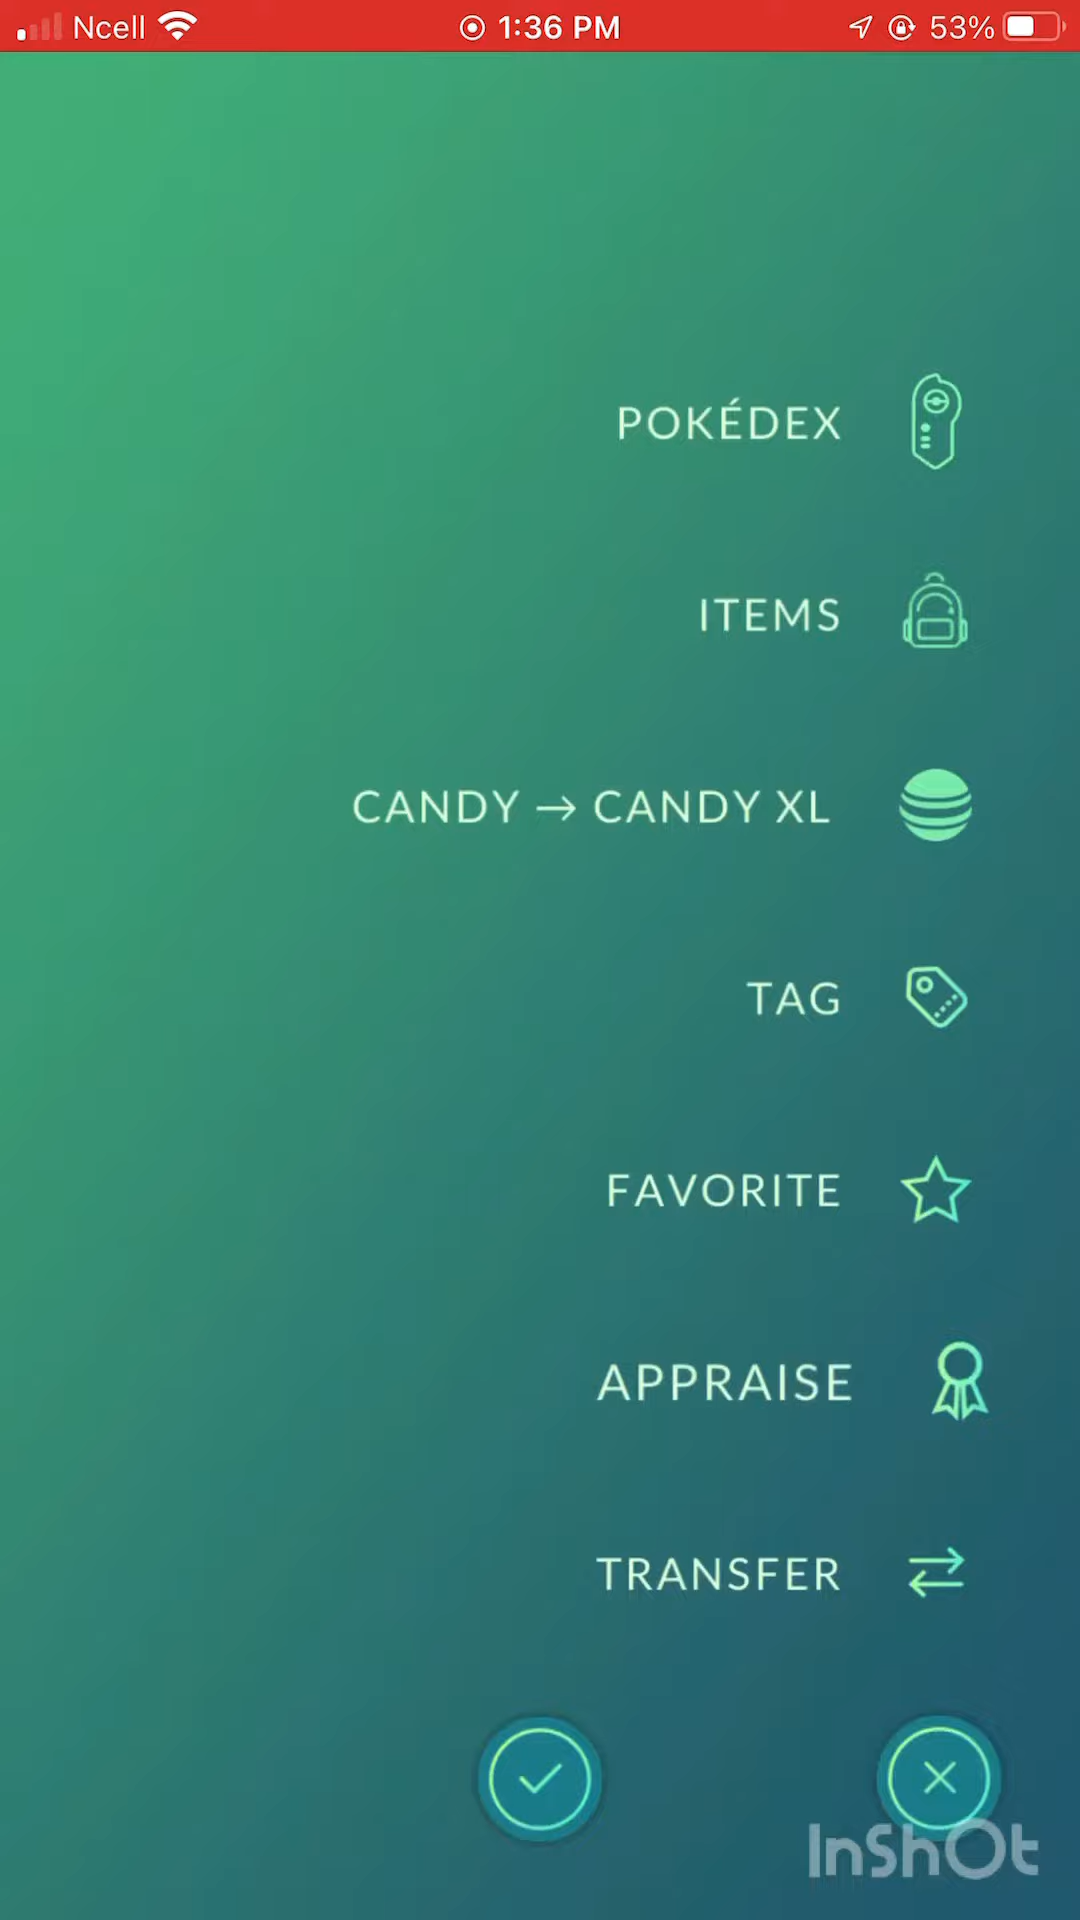 Ncell 1:36 PM 53%
POKÉDEX
ITEMS
CANDY → CANDY XL
TAG
FAVORITE
APPRAISE
TRANSFER
InShOt